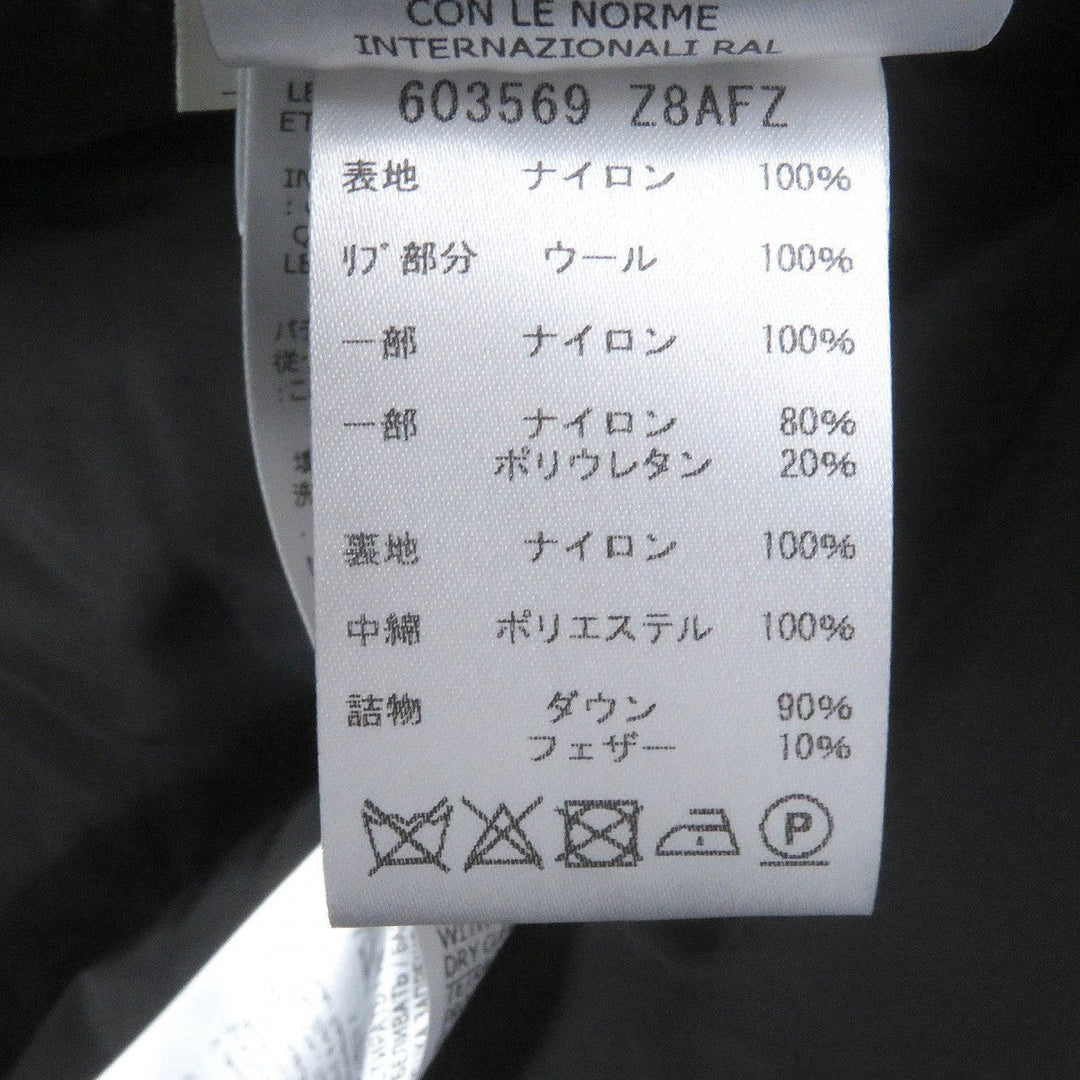 CON LE NORME
INTERNAZIONALI RAL
603569 Z8AFZ
表地 ナイロン 100%
リブ部分 ウール 100%
一部 ナイロン 100%
一部 ナイロン 80%
ポリウレタン 20%
裏地 ナイロン 100%
中綿 ポリエステル 100%
詰物 ダウン 90%
フェザー 10%
P